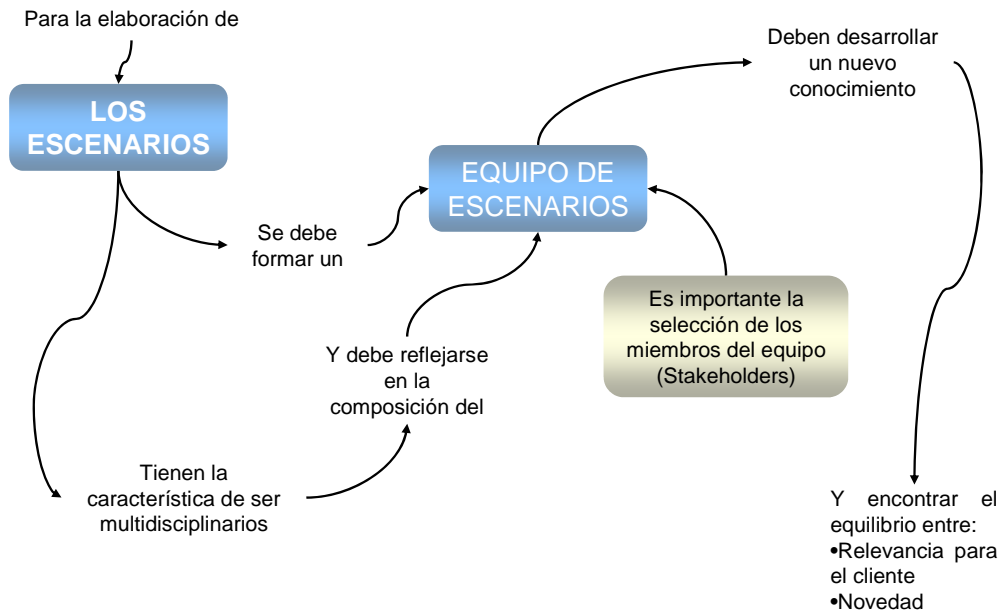 Para la elaboración de
LOS
ESCENARIOS
Se debe
formar un
Tienen la
característica de ser
multidisciplinarios
Y debe reflejarse
en la
composición del
EQUIPO DE
ESCENARIOS
Es importante la
selección de los
miembros del equipo
(Stakeholders)
Deben desarrollar
un nuevo
conocimiento
Y encontrar el
equilibrio entre:
•Relevancia para
el cliente
•Novedad